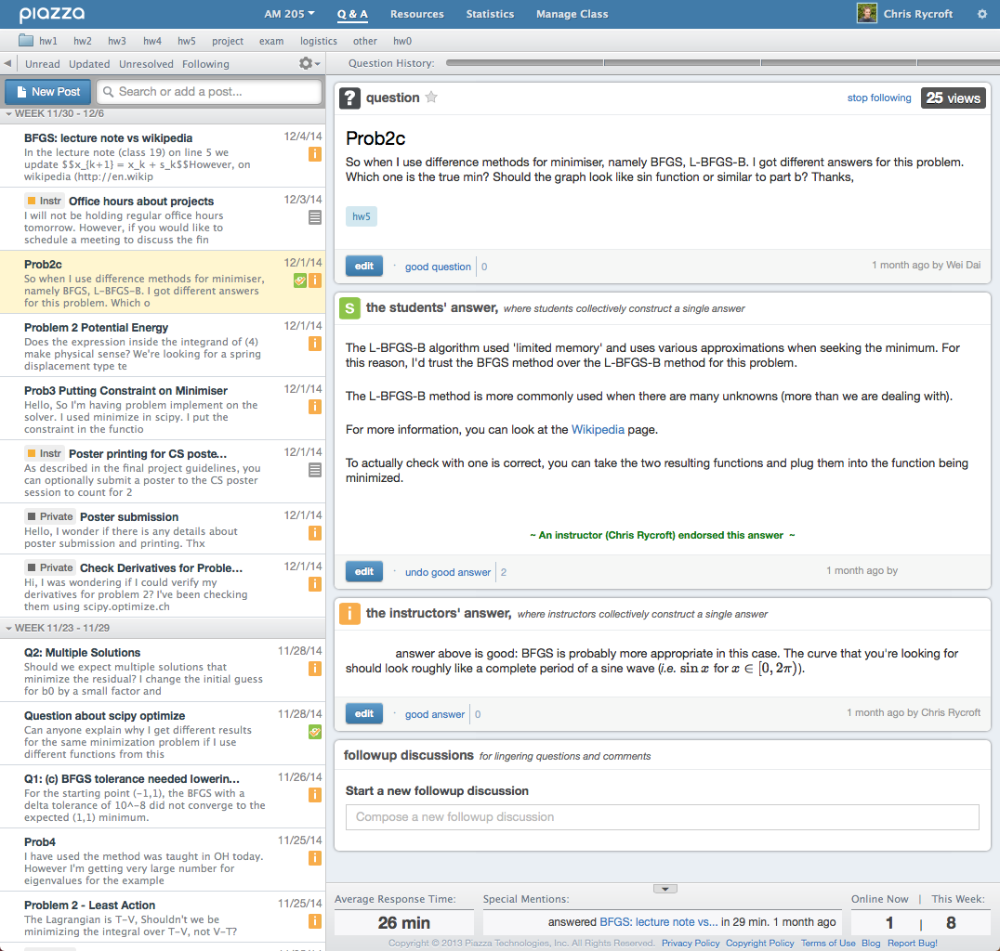 piazza
AM 205
Q & A
Resources
Statistics
Manage Class
Chris Rycroft
hw1 hw2 hw3 hw4 hw5 project exam logistics other hw0
Unread Updated Unresolved Following
Question History:
New Post
Search or add a post...
WEEK 11/30 - 12/6
BFGS: lecture note vs wikipedia 12/4/14
In the lecture note (class 19) on line 5 we
update $$x_{k+1} = x_k + s_k$$However, on
wikipedia (http://en.wikip
i
Instr Office hours about projects 12/3/14
I will not be holding regular office hours
tomorrow. However, if you would like to
schedule a meeting to discuss the fin
Prob2c 12/1/14
So when I use difference methods for minimiser,
namely BFGS, L-BFGS-B. I got different answers
for this problem. Which o
i
Problem 2 Potential Energy 12/1/14
Does the expression inside the integrand of (4)
make physical sense? We're looking for a spring
displacement type te
i
Prob3 Putting Constraint on Minimiser 12/1/14
Hello, So I'm having problem implement on the
solver. I used minimize in scipy. I put the
constraint in the functio
i
Instr Poster printing for CS poste... 12/1/14
As described in the final project guidelines, you
can optionally submit a poster to the CS poster
session to count for 2
Private Poster submission 12/1/14
Hello, I wonder if there is any details about
poster submission and printing. Thx
i
Private Check Derivatives for Proble... 12/1/14
Hi, I was wondering if I could verify my
derivatives for problem 2? I've been checking
them using scipy.optimize.ch
i
WEEK 11/23 - 11/29
Q2: Multiple Solutions 11/28/14
Should we expect multiple solutions that
minimize the residual? I change the initial guess
for b0 by a small factor and
i
Question about scipy optimize 11/28/14
Can anyone explain why I get different results
for the same minimization problem if I use
different functions from this
Q1: (c) BFGS tolerance needed lowerin... 11/26/14
For the starting point (-1,1), the BFGS with a
delta tolerance of 10^-8 did not converge to the
expected (1,1) minimum.
i
Prob4 11/25/14
I have used the method was taught in OH today.
However I'm getting very large number for
eigenvalues for the example
i
Problem 2 - Least Action 11/25/14
The Lagrangian is T-V, Shouldn't we be
minimizing the integral over T-V, not V-T?
i
? question stop following 25 views
Prob2c
So when I use difference methods for minimiser, namely BFGS, L-BFGS-B. I got different answers for this problem.
Which one is the true min? Should the graph look like sin function or similar to part b? Thanks,
hw5
edit · good question 0 1 month ago by Wei Dai
S the students' answer, where students collectively construct a single answer
The L-BFGS-B algorithm used 'limited memory' and uses various approximations when seeking the minimum. For
this reason, I'd trust the BFGS method over the L-BFGS-B method for this problem.
The L-BFGS-B method is more commonly used when there are many unknowns (more than we are dealing with).
For more information, you can look at the Wikipedia page.
To actually check with one is correct, you can take the two resulting functions and plug them into the function being
minimized.
~ An instructor (Chris Rycroft) endorsed this answer ~
edit · undo good answer 2 1 month ago by
i the instructors' answer, where instructors collectively construct a single answer
answer above is good: BFGS is probably more appropriate in this case. The curve that you're looking for
should look roughly like a complete period of a sine wave (i.e. sin x for x ∈ [0, 2π)).
edit · good answer 0 1 month ago by Chris Rycroft
followup discussions for lingering questions and comments
Start a new followup discussion
Compose a new followup discussion
Average Response Time: Special Mentions: Online Now | This Week:
26 min answered BFGS: lecture note vs... in 29 min. 1 month ago 1 | 8
Copyright © 2013 Piazza Technologies, Inc. All Rights Reserved. Privacy Policy Copyright Policy Terms of Use Blog Report Bug!